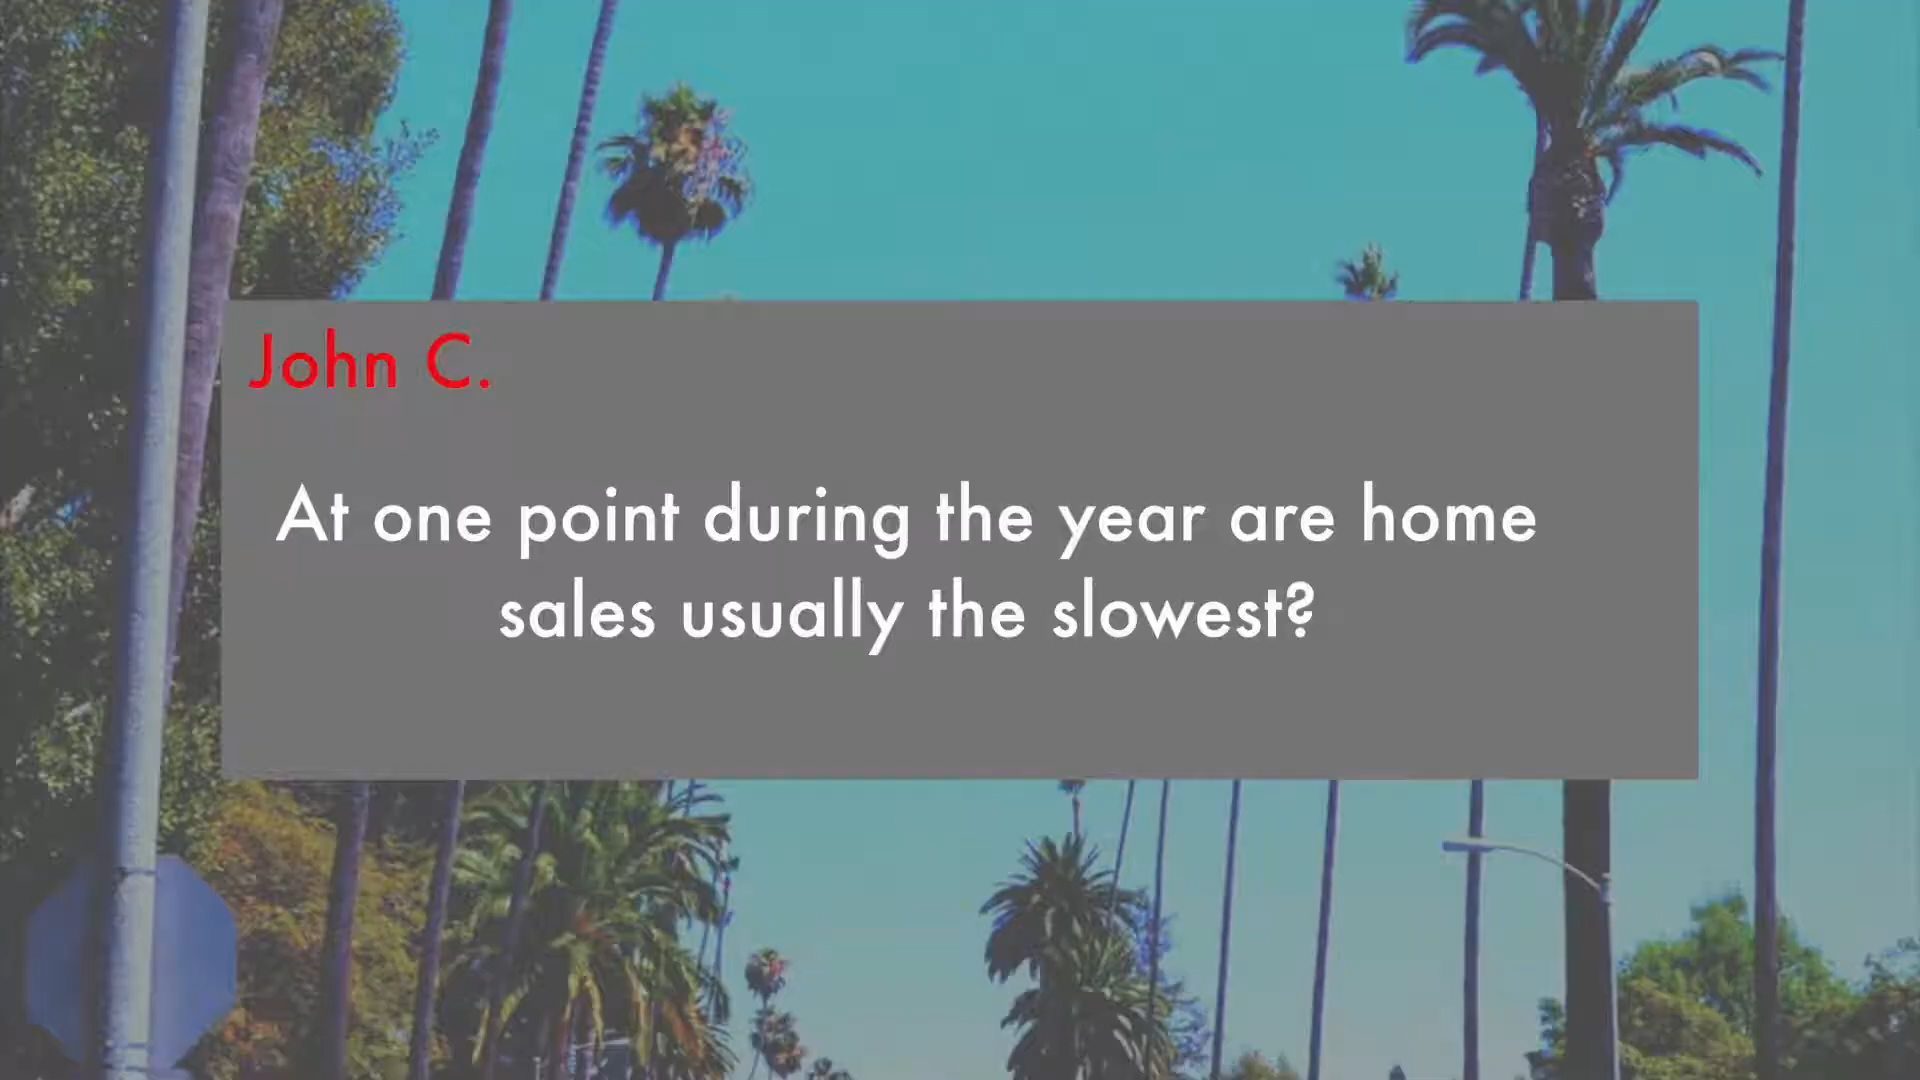 John C.
At one point during the year are home
sales usually the slowest?